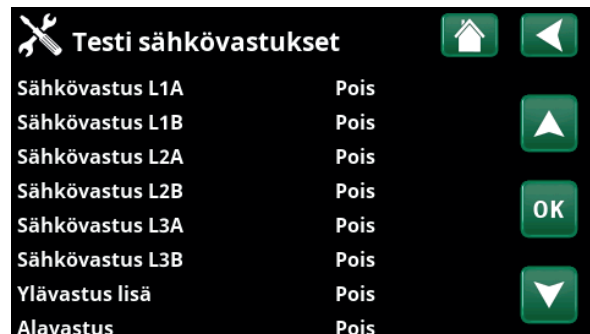 Testi sähkövastukset
Sähkövastus L1A Pois
Sähkövastus L1B Pois
Sähkövastus L2A Pois
Sähkövastus L2B Pois
OK
Sähkövastus L3A Pois
Sähkövastus L3B Pois
Ylävastus lisä Pois
Alavastus Pois